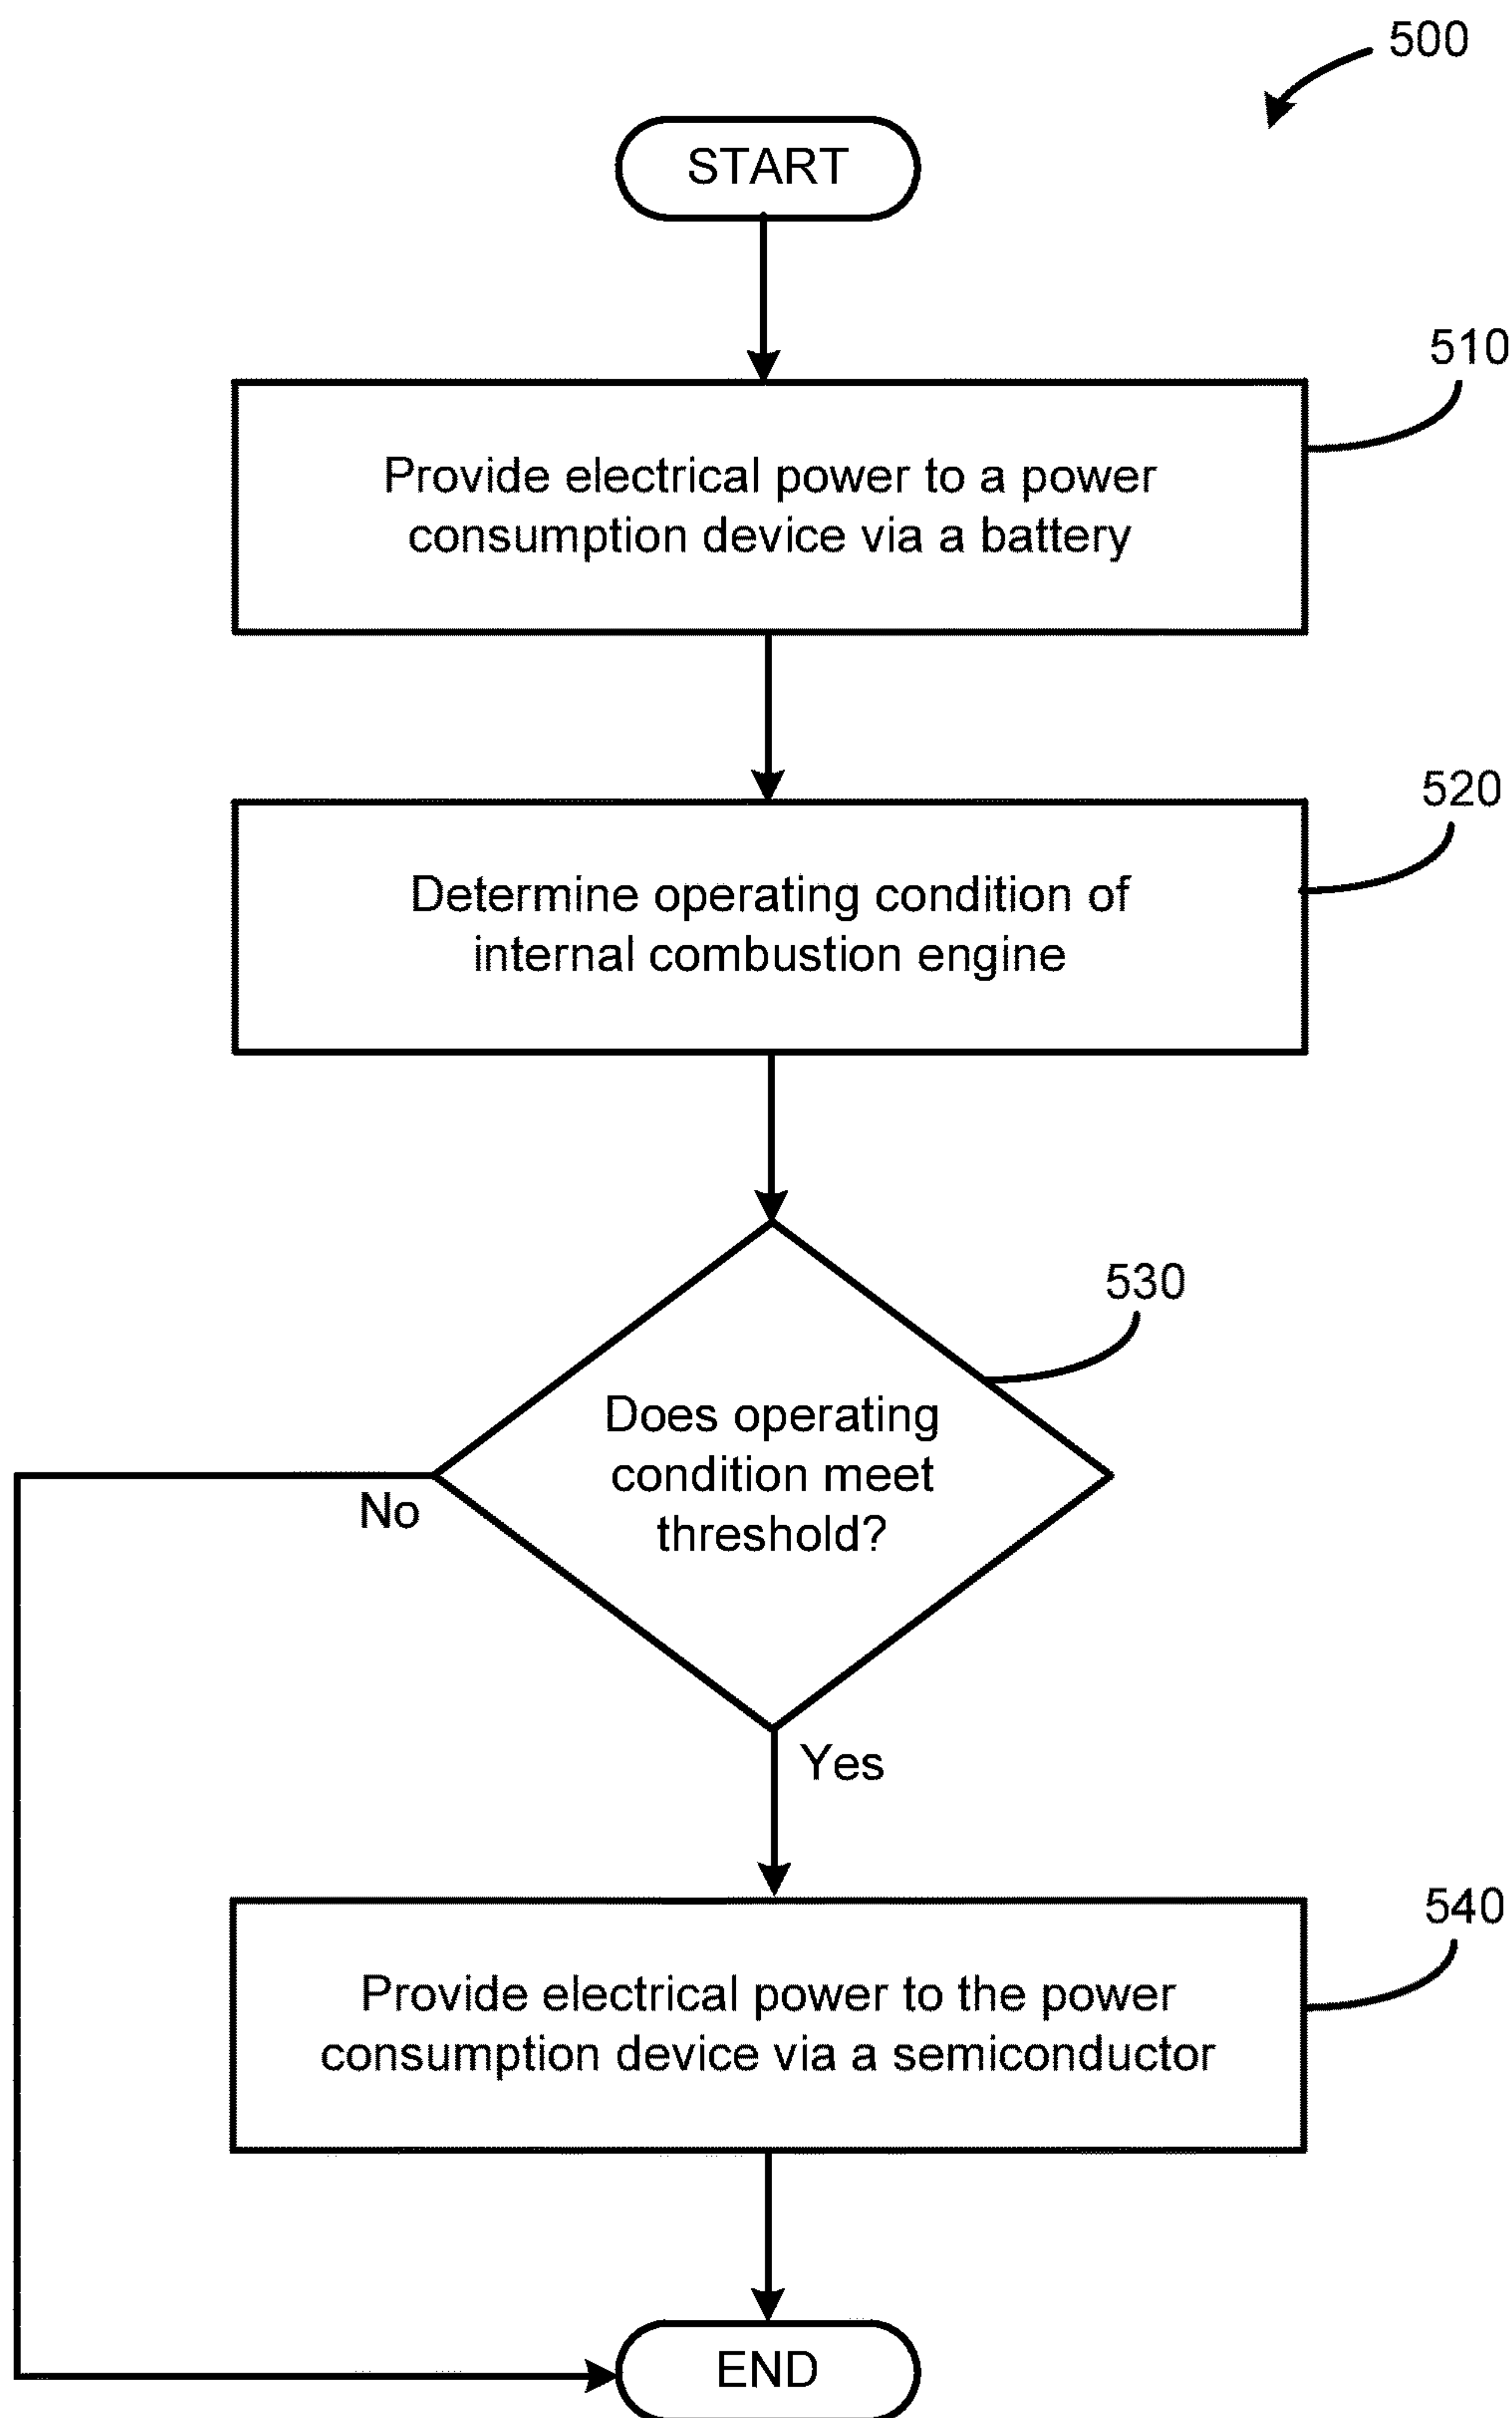 500
START
510
Provide electrical power to a power
consumption device via a battery
520
Determine operating condition of
internal combustion engine
530
Does operating
condition meet
threshold?
No
Yes
540
Provide electrical power to the power
consumption device via a semiconductor
END